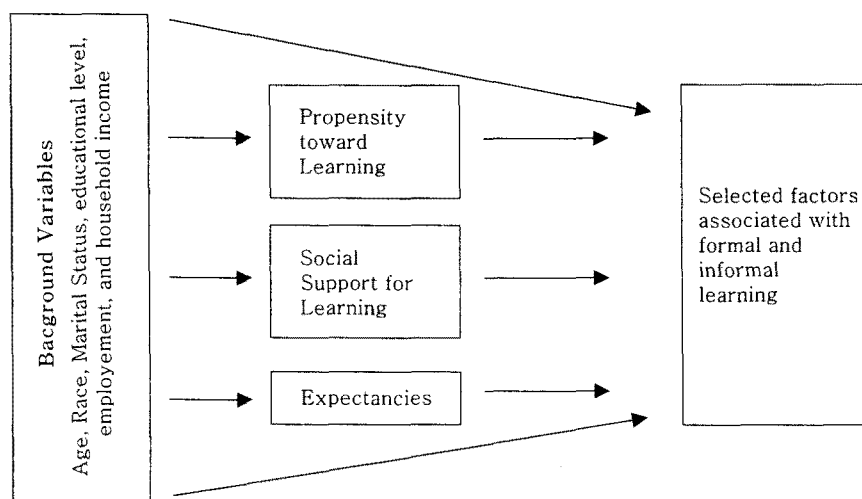 Bacground Variables
Age, Race, Marital Status, educational level,
employement, and household income
Propensity
toward
Learning
Social
Support for
Learning
Expectancies
Selected factors
associated with
formal and
informal
learning